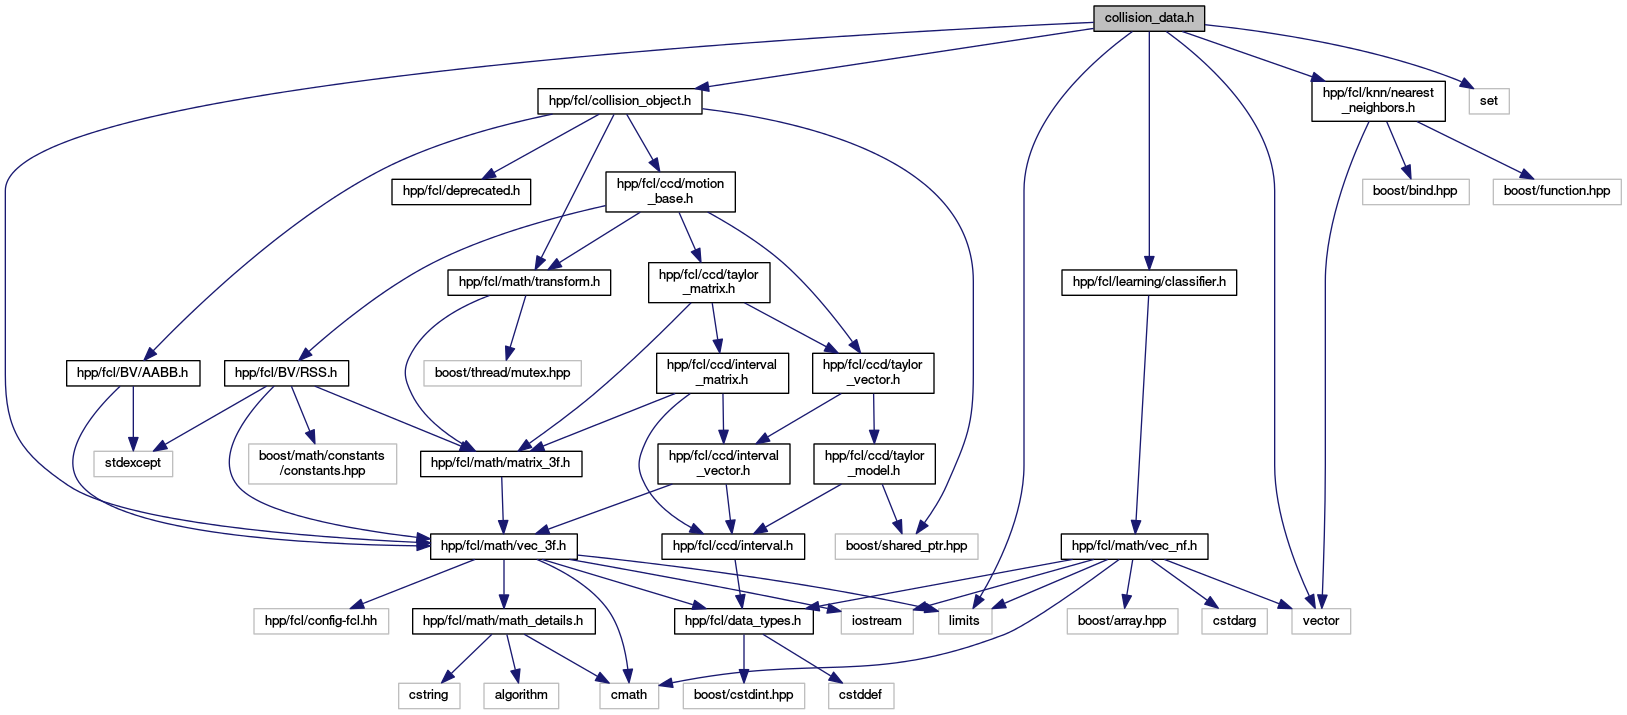 collision_data.h
hpp/fcl/collision_object.h
hpp/fcl/knn/nearest
_neighbors.h
set
hpp/fcl/deprecated.h
hpp/fcl/ccd/motion
_base.h
boost/bind.hpp
boost/function.hpp
hpp/fcl/math/transform.h
hpp/fcl/ccd/taylor
_matrix.h
hpp/fcl/learning/classifier.h
hpp/fcl/BV/AABB.h
hpp/fcl/BV/RSS.h
boost/thread/mutex.hpp
hpp/fcl/ccd/interval
_matrix.h
hpp/fcl/ccd/taylor
_vector.h
stdexcept
boost/math/constants
/constants.hpp
hpp/fcl/math/matrix_3f.h
hpp/fcl/ccd/interval
_vector.h
hpp/fcl/ccd/taylor
_model.h
hpp/fcl/math/vec_3f.h
hpp/fcl/ccd/interval.h
boost/shared_ptr.hpp
hpp/fcl/math/vec_nf.h
hpp/fcl/config-fcl.hh
hpp/fcl/math/math_details.h
hpp/fcl/data_types.h
iostream
limits
boost/array.hpp
cstdarg
vector
cstring
algorithm
cmath
boost/cstdint.hpp
cstddef